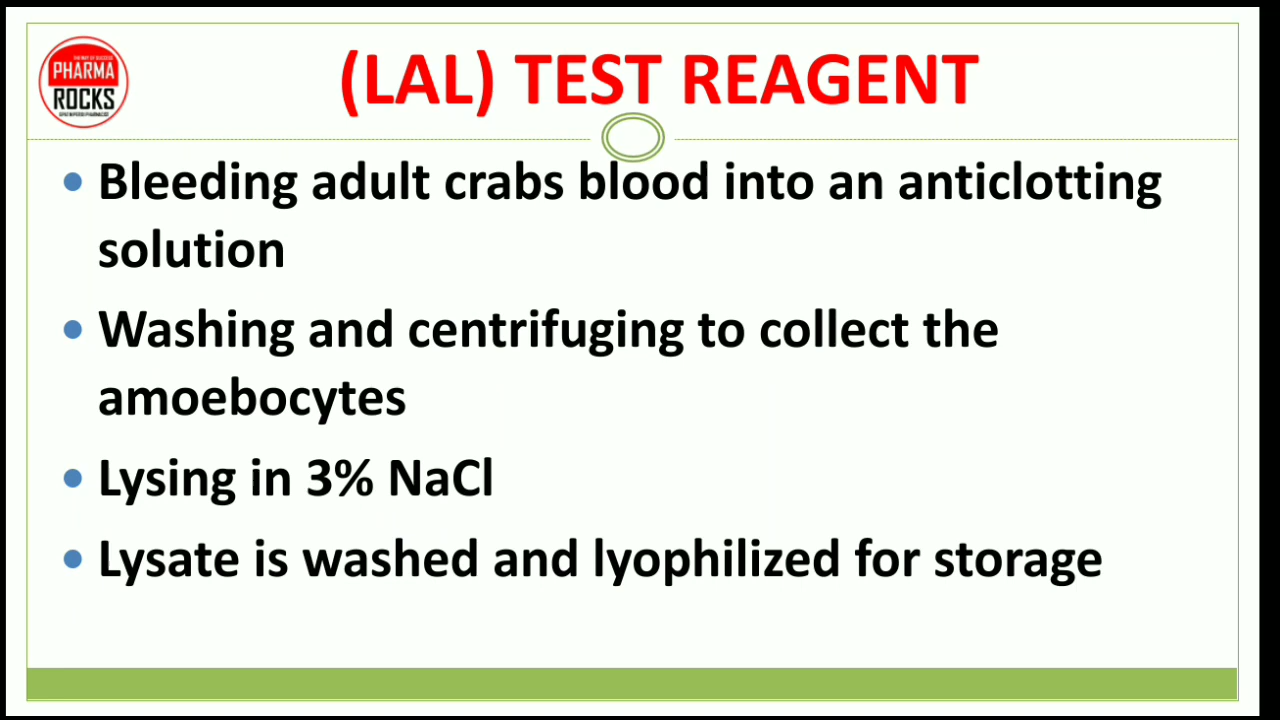 PHARMA
ROCKS
(LAL) TEST REAGENT
• Bleeding adult crabs blood into an anticlotting
solution
• Washing and centrifuging to collect the
amoebocytes
• Lysing in 3% NaCl
• Lysate is washed and lyophilized for storage